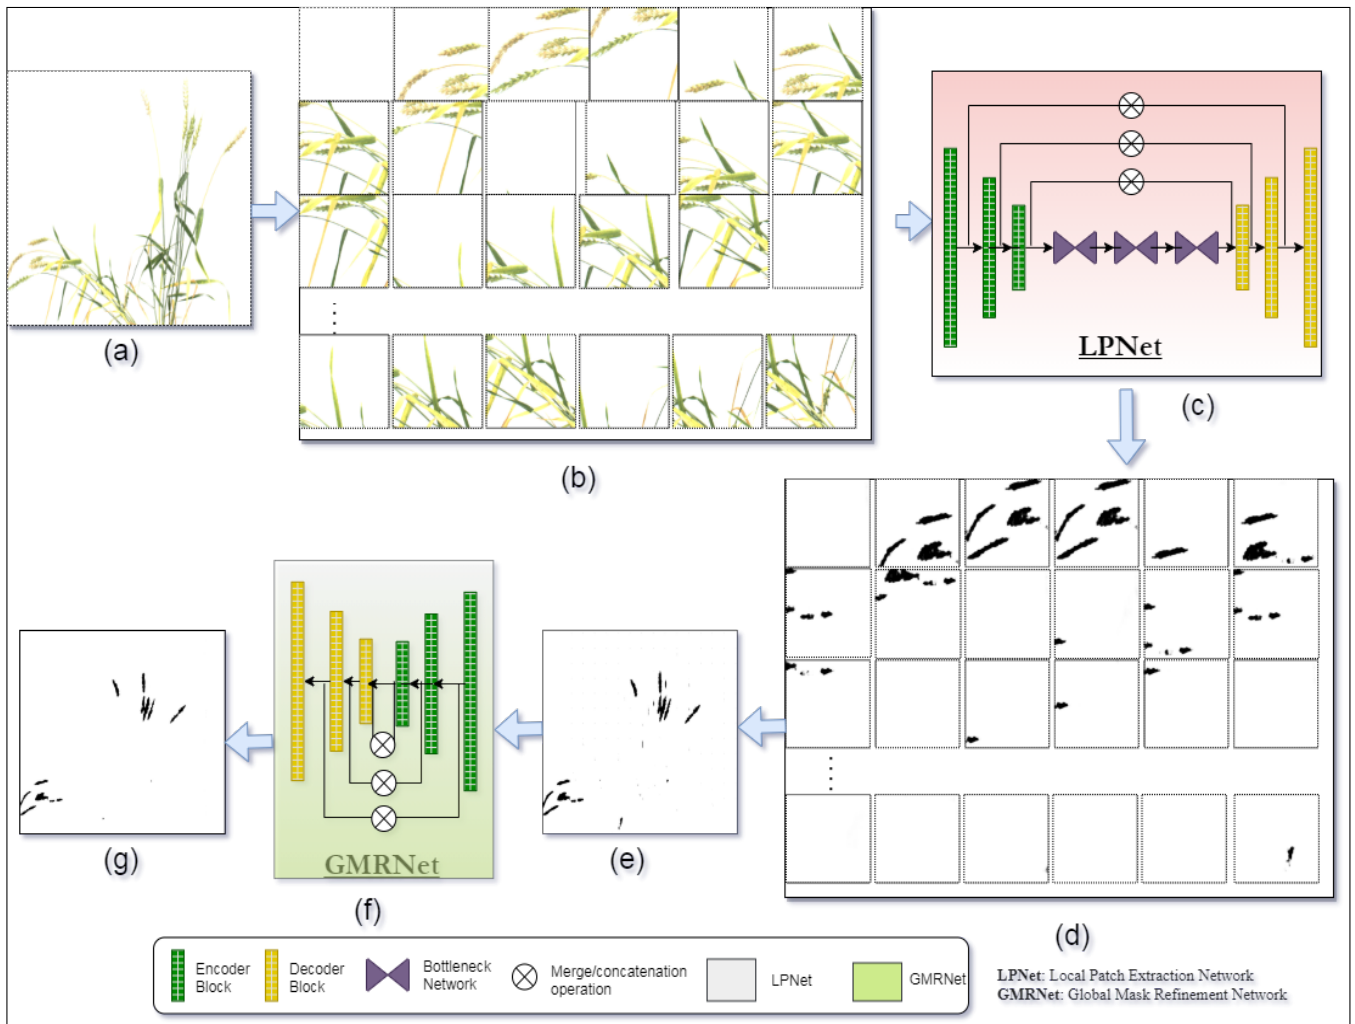 (a)
(b)
LPNet
(c)
(d)
(e)
GMRNet
(f)
(g)
Encoder
Block
Decoder
Block
Bottleneck
Network
Merge/concatenation
operation
LPNet
GMRNet
LPNet: Local Patch Extraction Network
GMRNet: Global Mask Refinement Network